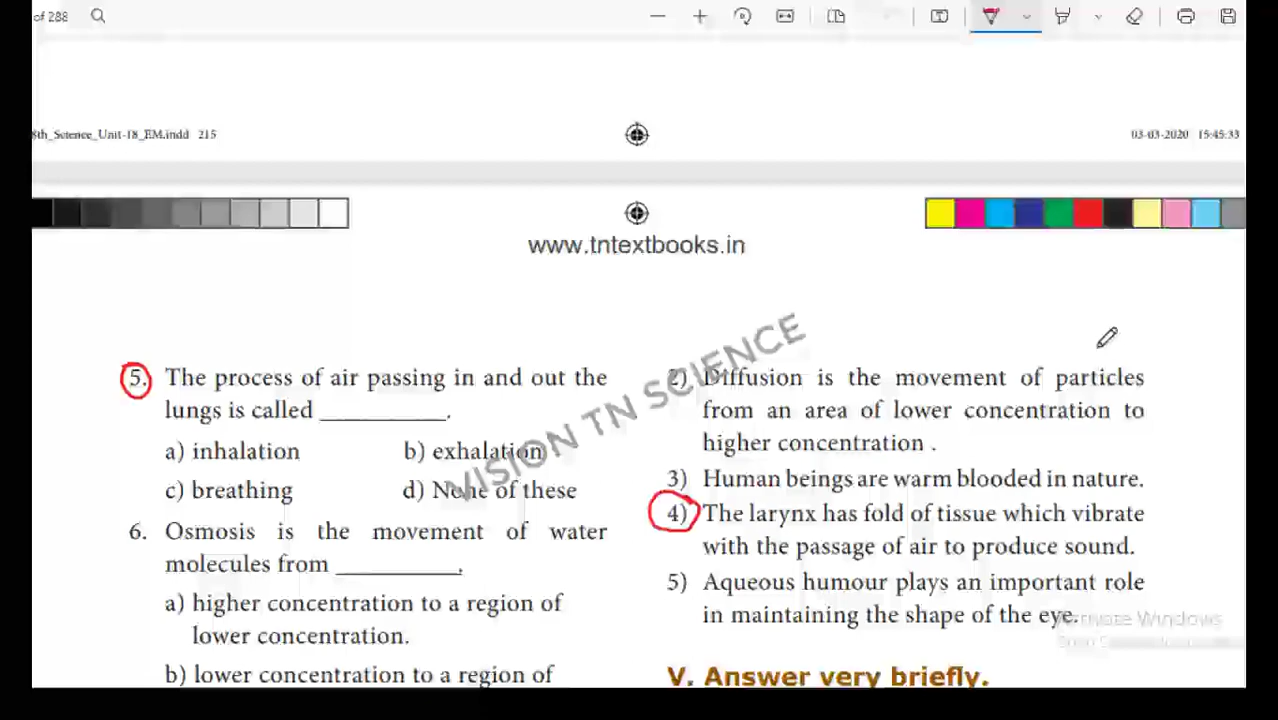 of 288
8th_Science_Unit-18_EM.indd 215
03-03-2020 15:45:33
www.tntextbooks.in
VISION TN SCIENCE
5. The process of air passing in and out the
lungs is called __________.
a) inhalation b) exhalation
c) breathing d) None of these
6. Osmosis is the movement of water
molecules from __________.
a) higher concentration to a region of
lower concentration.
b) lower concentration to a region of
2) Diffusion is the movement of particles
from an area of lower concentration to
higher concentration .
3) Human beings are warm blooded in nature.
4) The larynx has fold of tissue which vibrate
with the passage of air to produce sound.
5) Aqueous humour plays an important role
in maintaining the shape of the eye.
Activate Windows
V. Answer very briefly.